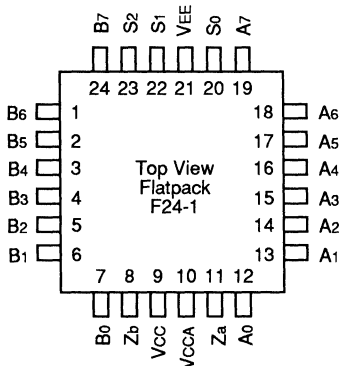 B7 S2 S1 VEE S0 A7
24 23 22 21 20 19
B6 1 18 A6
B5 2 17 A5
B4 3 16 A4
B3 4 15 A3
B2 5 14 A2
B1 6 13 A1
Top View
Flatpack
F24-1
7 8 9 10 11 12
B0 Zb VCC VCCA Za A0